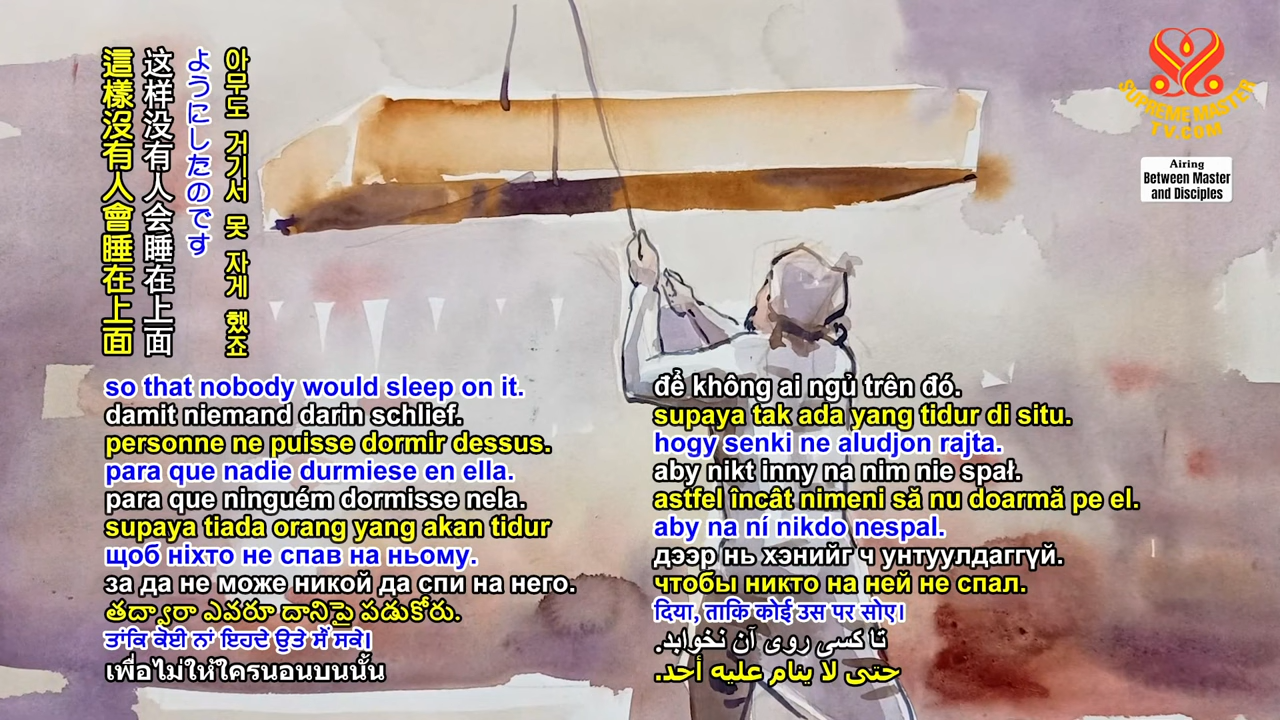 這樣沒有人會睡在上面
这样没有人会睡在上面
ようにしたのです
아무도 거기서 못 자게 했죠
SUPREME MASTER
TV.COM
Airing
Between Master
and Disciples
so that nobody would sleep on it.
damit niemand darin schlief.
personne ne puisse dormir dessus.
para que nadie durmiese en ella.
para que ninguém dormisse nela.
supaya tiada orang yang akan tidur
щоб ніхто не спав на ньому.
за да не може никой да спи на него.
తద్వారా ఎవరూ దానిపై పడుకోరు.
ਤਾਂਕਿ ਕੋਈ ਨਾਂ ਇਹਦੇ ਉਤੇ ਸੌਂ ਸਕੇ।
เพื่อไม่ให้ใครนอนบนนั้น
để không ai ngủ trên đó.
supaya tak ada yang tidur di situ.
hogy senki ne aludjon rajta.
aby nikt inny na nim nie spał.
astfel încât nimeni să nu doarmă pe el.
aby na ní nikdo nespal.
дээр нь хэнийг ч унтуулдаггүй.
чтобы никто на ней не спал.
दिया, ताकि कोई उस पर सोए।
تا کسی روی آن نخوابد.
حتى لا ينام عليه أحد.